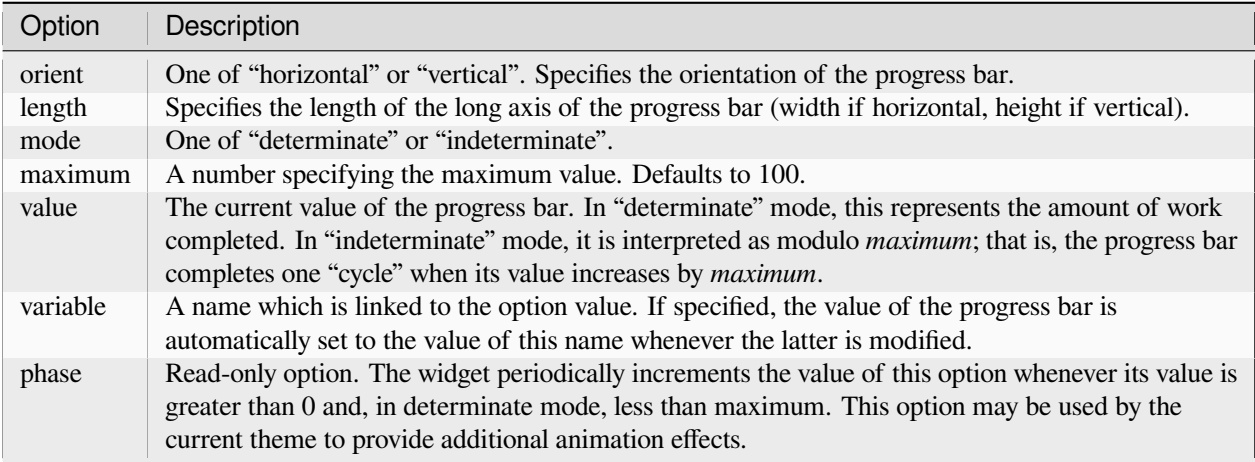 Option Description
orient One of “horizontal” or “vertical”. Specifies the orientation of the progress bar.
length Specifies the length of the long axis of the progress bar (width if horizontal, height if vertical).
mode One of “determinate” or “indeterminate”.
maximum A number specifying the maximum value. Defaults to 100.
value The current value of the progress bar. In “determinate” mode, this represents the amount of work
completed. In “indeterminate” mode, it is interpreted as modulo maximum; that is, the progress bar
completes one “cycle” when its value increases by maximum.
variable A name which is linked to the option value. If specified, the value of the progress bar is
automatically set to the value of this name whenever the latter is modified.
phase Read-only option. The widget periodically increments the value of this option whenever its value is
greater than 0 and, in determinate mode, less than maximum. This option may be used by the
current theme to provide additional animation effects.